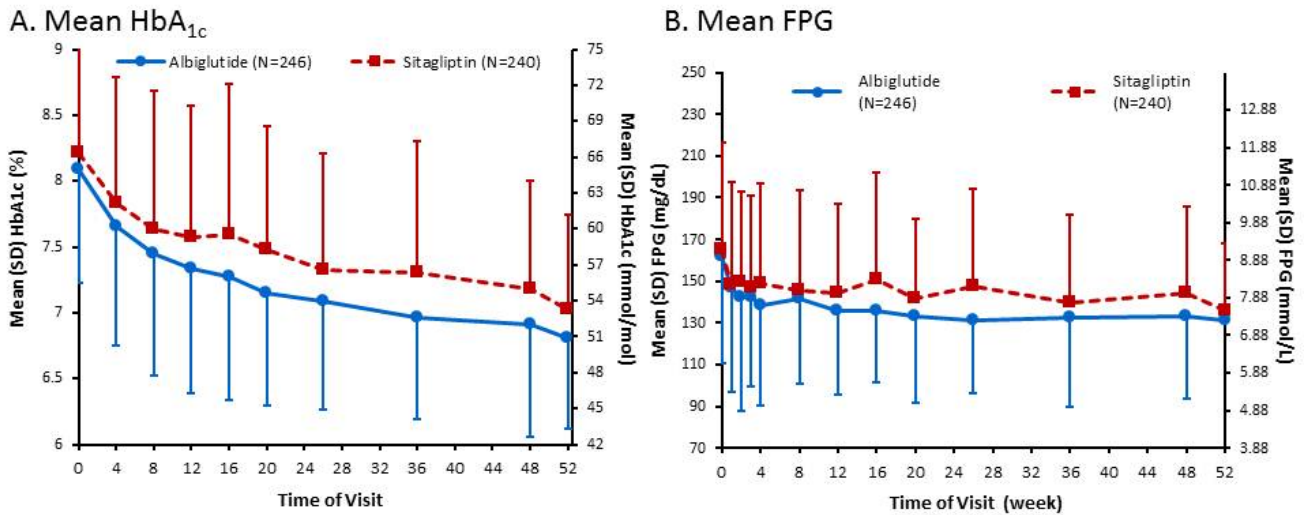 A. Mean HbA1c
Albiglutide (N=246)
Sitagliptin (N=240)
Mean (SD) HbA1c (%)
9
8.5
8
7.5
7
6.5
6
75
72
69
66
63
60
57
54
51
48
45
42
Mean (SD) HbA1c (mmol/mol)
0 4 8 12 16 20 24 28 32 36 40 44 48 52
Time of Visit
B. Mean FPG
Albiglutide
(N=246)
Sitagliptin
(N=240)
Mean (SD) FPG (mg/dL)
250
230
210
190
170
150
130
110
90
70
12.88
11.88
10.88
9.88
8.88
7.88
6.88
5.88
4.88
3.88
Mean (SD) FPG (mmol/L)
0 4 8 12 16 20 24 28 32 36 40 44 48 52
Time of Visit (week)